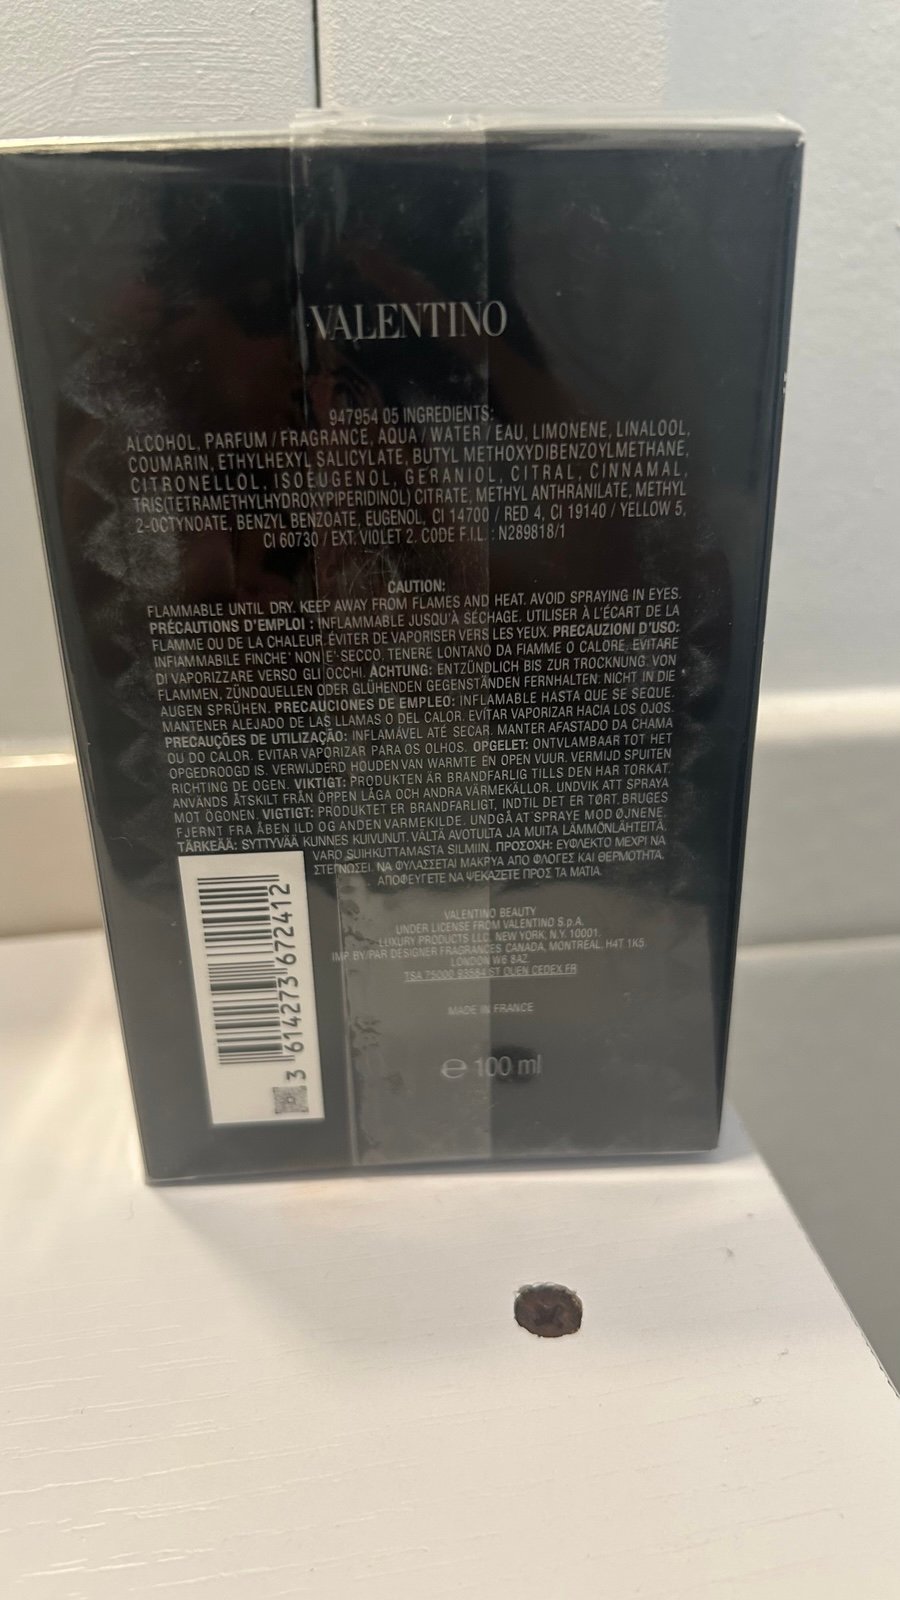 VALENTINO
947954 05 INGREDIENTS:
ALCOHOL, PARFUM / FRAGRANCE, AQUA / WATER / EAU, LIMONENE, LINALOOL,
COUMARIN, ETHYLHEXYL SALICYLATE, BUTYL METHOXYDIBENZOYLMETHANE,
CITRONELLOL, ISOEUGENOL, GERANIOL, CITRAL, CINNAMAL,
TRIS(TETRAMETHYLHYDROXYPIPERIDINOL) CITRATE, METHYL ANTHRANILATE, METHYL
2-OCTYNOATE, BENZYL BENZOATE, EUGENOL, CI 14700 / RED 4, CI 19140 / YELLOW 5,
CI 60730 / EXT. VIOLET 2. CODE F.I.L. : N289818/1
CAUTION:
FLAMMABLE UNTIL DRY. KEEP AWAY FROM FLAMES AND HEAT. AVOID SPRAYING IN EYES.
PRÉCAUTIONS D'EMPLOI : INFLAMMABLE JUSQU'À SÉCHAGE. UTILISER À L'ÉCART DE LA
FLAMME OU DE LA CHALEUR. ÉVITER DE VAPORISER VERS LES YEUX. PRECAUZIONI D'USO:
INFIAMMABILE FINCHE' NON E' SECCO. TENERE LONTANO DA FIAMME O CALORE. EVITARE
DI VAPORIZZARE VERSO GLI OCCHI. ACHTUNG: ENTZÜNDLICH BIS ZUR TROCKNUNG. VON
FLAMMEN, ZÜNDQUELLEN ODER GLÜHENDEN GEGENSTÄNDEN FERNHALTEN. NICHT IN DIE
AUGEN SPRÜHEN. PRECAUCIONES DE EMPLEO: INFLAMABLE HASTA QUE SE SEQUE.
MANTENER ALEJADO DE LAS LLAMAS O DEL CALOR. EVITAR VAPORIZAR HACIA LOS OJOS.
PRECAUÇÕES DE UTILIZAÇÃO: INFLAMÁVEL ATÉ SECAR. MANTER AFASTADO DA CHAMA
OU DO CALOR. EVITAR VAPORIZAR PARA OS OLHOS. OPGELET: ONTVLAMBAAR TOT HET
OPGEDROOGD IS. VERWIJDERD HOUDEN VAN WARMTE EN OPEN VUUR. VERMIJD SPUITEN
RICHTING DE OGEN. VIKTIGT: PRODUKTEN ÄR BRANDFARLIG TILLS DEN HAR TORKAT.
ANVÄNDS ÅTSKILT FRÅN ÖPPEN LÅGA OCH ANDRA VÄRMEKÄLLOR. UNDVIK ATT SPRAYA
MOT ÖGONEN. VIGTIGT: PRODUKTET ER BRANDFARLIGT, INDTIL DET ER TØRT. BRUGES
FJERNT FRA ÅBEN ILD OG ANDEN VARMEKILDE. UNDGÅ AT SPRAYE MOD ØJNENE.
TÄRKEÄÄ: SYTTYVÄÄ KUNNES KUIVUNUT. VÄLTÄ AVOTULTA JA MUITA LÄMMÖNLÄHTEITÄ.
VARO SUIHKUTTAMASTA SILMIIN. ΠΡΟΣΟΧΗ: ΕΥΦΛΕΚΤΟ ΜΕΧΡΙ ΝΑ
ΣΤΕΓΝΩΣΕΙ. ΝΑ ΦΥΛΑΣΣΕΤΑΙ ΜΑΚΡΥΑ ΑΠΟ ΦΛΟΓΕΣ ΚΑΙ ΘΕΡΜΟΤΗΤΑ.
ΑΠΟΦΕΥΓΕΤΕ ΝΑ ΨΕΚΑΖΕΤΕ ΠΡΟΣ ΤΑ ΜΑΤΙΑ.
VALENTINO BEAUTY
UNDER LICENSE FROM VALENTINO S.p.A.
LUXURY PRODUCTS LLC, NEW YORK, N.Y. 10001.
IMP. BY/PAR DESIGNER FRAGRANCES CANADA, MONTRÉAL, H4T 1K5.
LONDON W6 8AZ
TSA 75000 93584 ST OUEN CEDEX FR
MADE IN FRANCE
℮ 100 ml
3 614273 672412